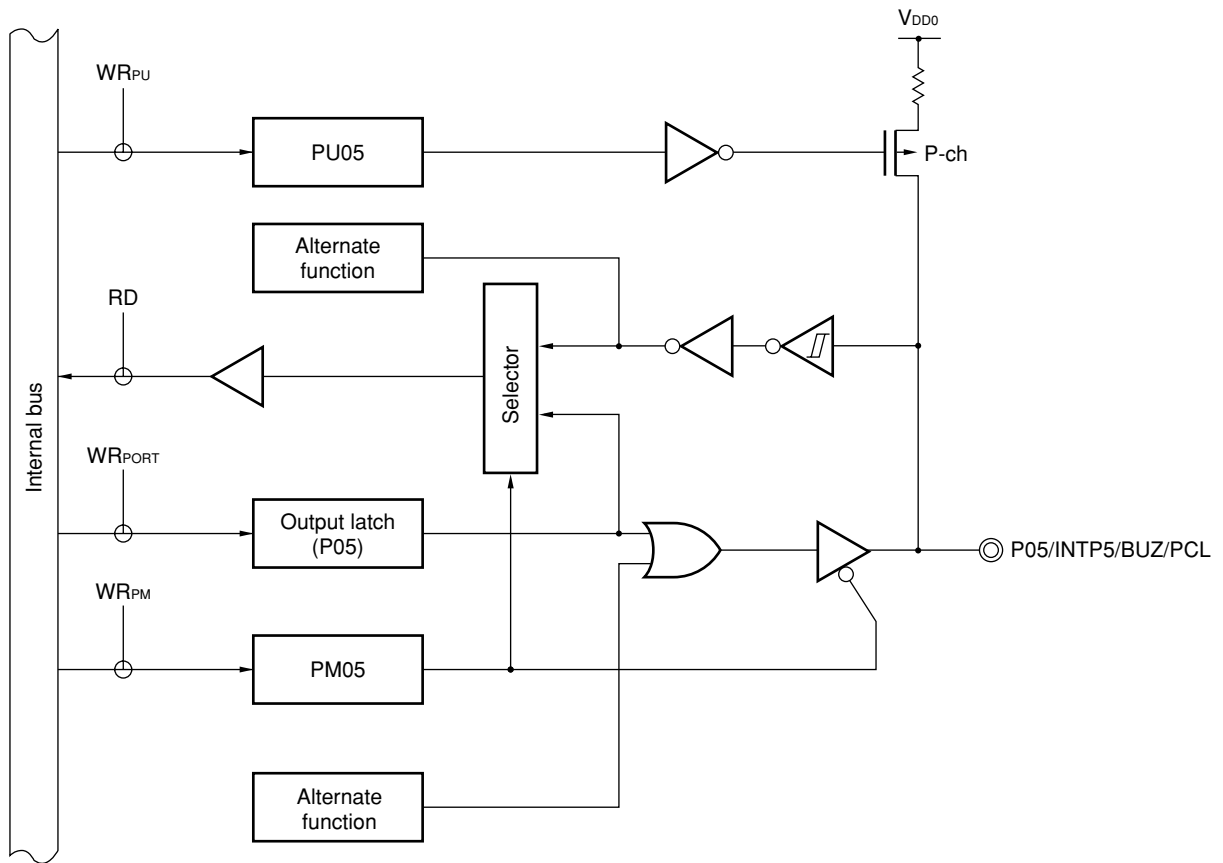 VDD0
WRPU
PU05
P-ch
Alternate
function
RD
Selector
Internal bus
WRPORT
Output latch
(P05)
P05/INTP5/BUZ/PCL
WRPM
PM05
Alternate
function